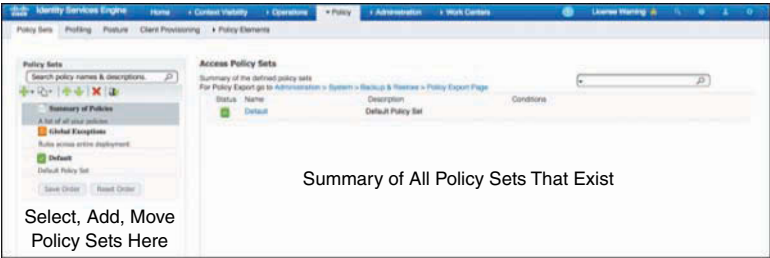 Identity Services Engine Home Context Visibility Operations Policy Administration Work Centers License Warning
Policy Sets Profiling Posture Client Provisioning Policy Elements
Policy Sets
Search policy names & descriptions.
Summary of Policies
A list of all your policies
Global Exceptions
Rules across entire deployment
Default
Default Policy Set
Save Order Reset Order
Select, Add, Move
Policy Sets Here
Access Policy Sets
Summary of the defined policy sets
For Policy Export go to Administration > System > Backup & Restore > Policy Export Page
Status Name Description Conditions
Default Default Policy Set
Summary of All Policy Sets That Exist